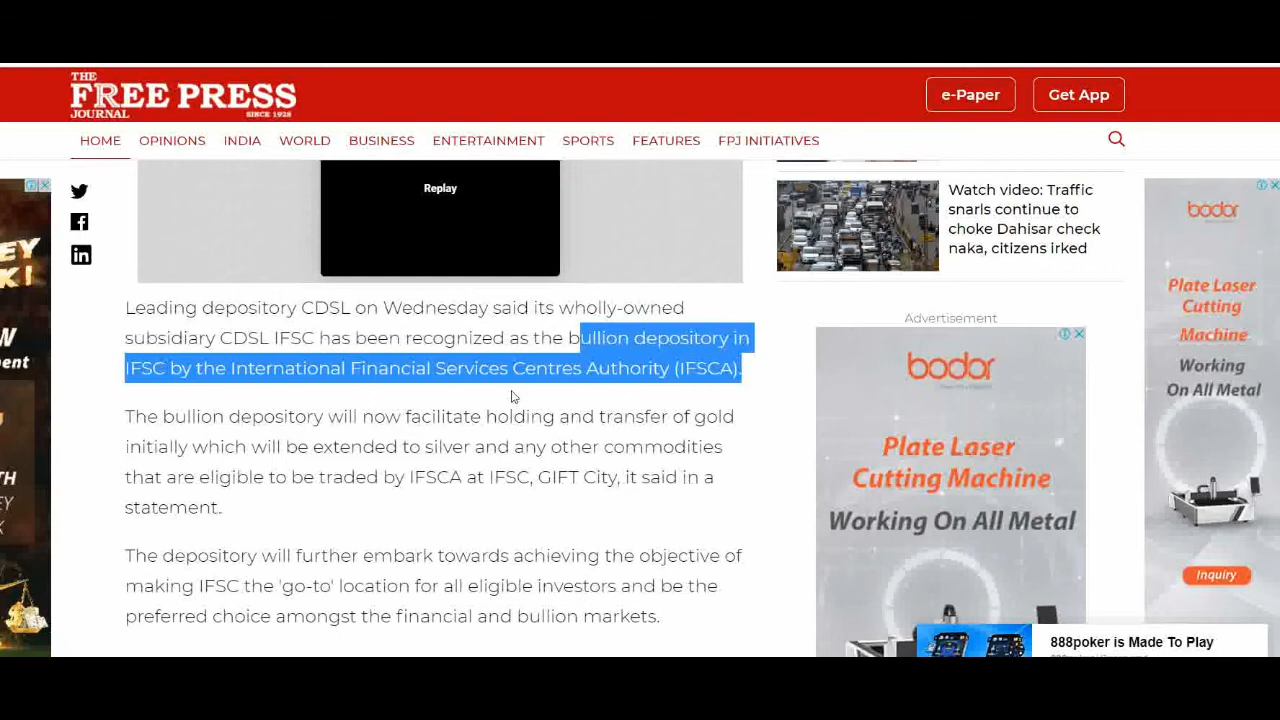 THE
FREE PRESS
JOURNAL
SINCE 1928
e-Paper
Get App
HOME OPINIONS INDIA WORLD BUSINESS ENTERTAINMENT SPORTS FEATURES FPJ INITIATIVES
Replay
Leading depository CDSL on Wednesday said its wholly-owned
subsidiary CDSL IFSC has been recognized as the bullion depository in
IFSC by the International Financial Services Centres Authority (IFSCA).
The bullion depository will now facilitate holding and transfer of gold
initially which will be extended to silver and any other commodities
that are eligible to be traded by IFSCA at IFSC, GIFT City, it said in a
statement.
The depository will further embark towards achieving the objective of
making IFSC the 'go-to' location for all eligible investors and be the
preferred choice amongst the financial and bullion markets.
Watch video: Traffic
snarls continue to
choke Dahisar check
naka, citizens irked
Advertisement
bodor
Plate Laser
Cutting Machine
Working On All Metal
888poker is Made To Play
bodor
Plate Laser
Cutting
Machine
Working
On All Metal
Inquiry